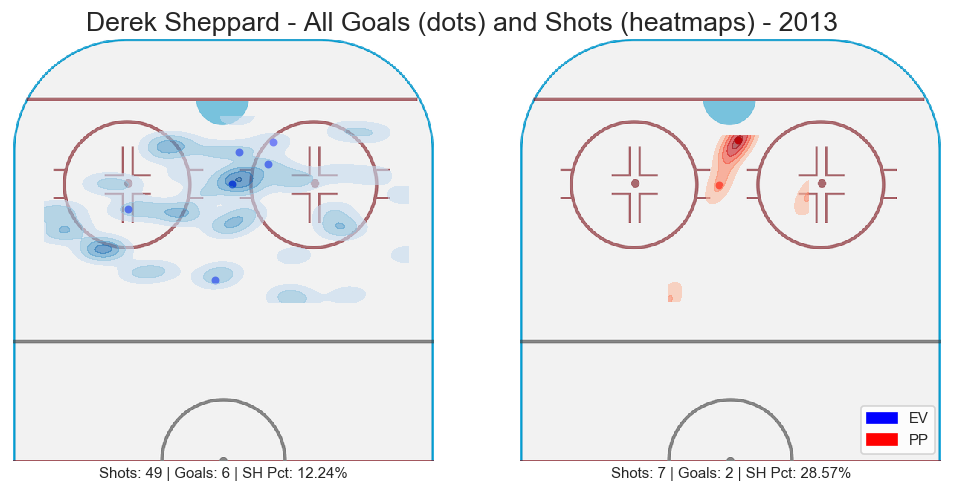 Derek Sheppard - All Goals (dots) and Shots (heatmaps) - 2013
EV
PP
Shots: 49 | Goals: 6 | SH Pct: 12.24%
Shots: 7 | Goals: 2 | SH Pct: 28.57%